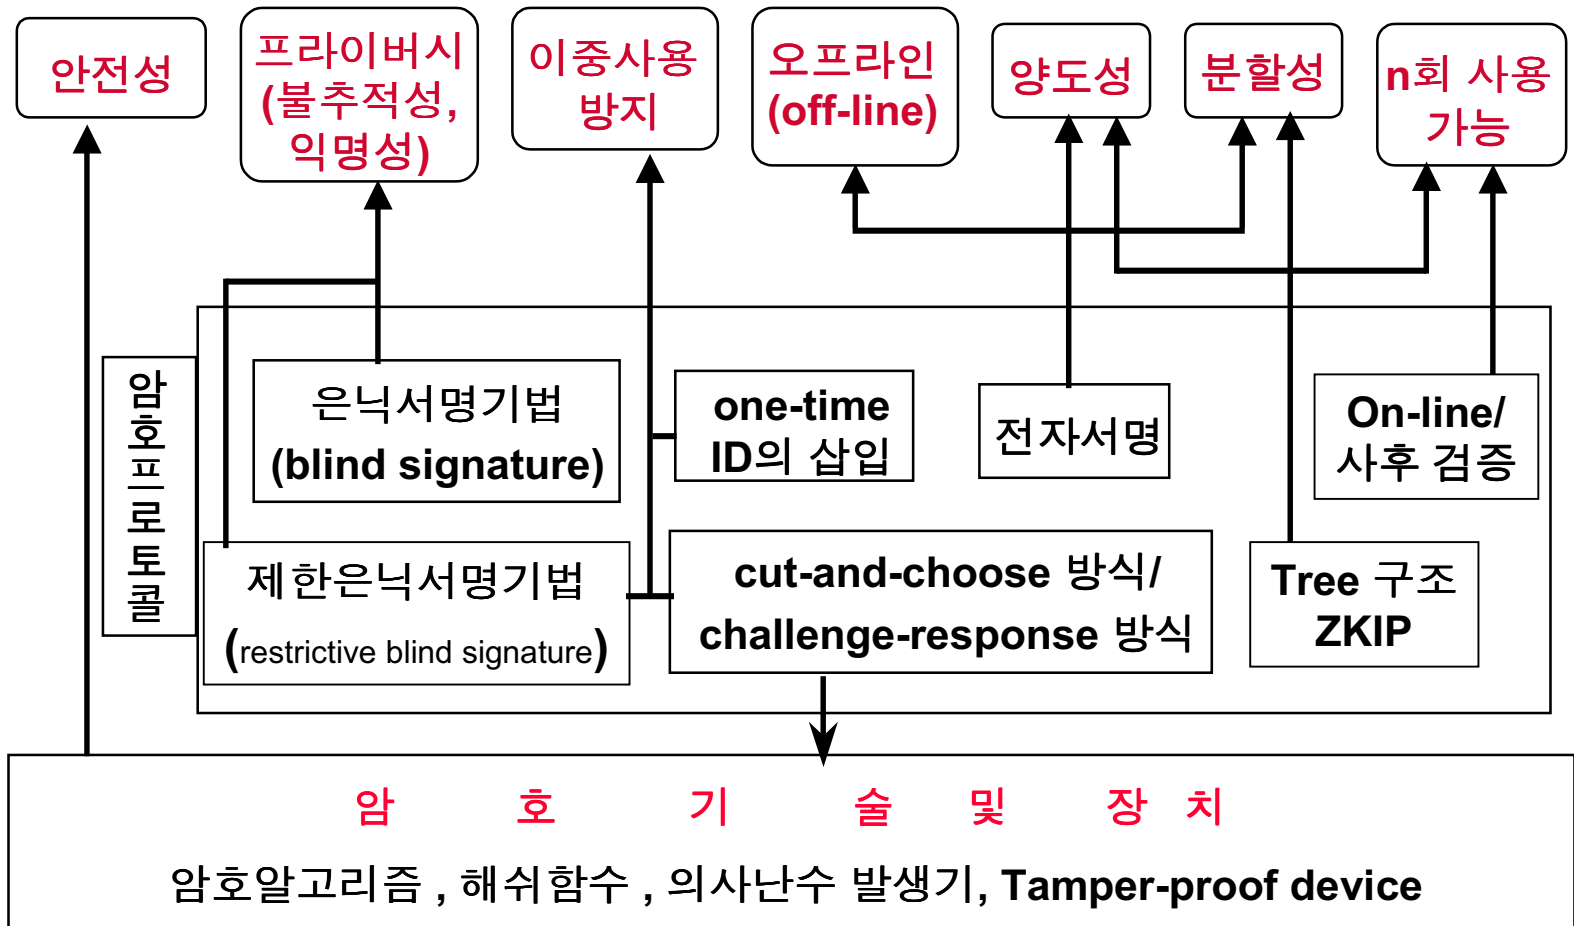 안전성
프라이버시
(불추적성,
익명성)
이중사용
방지
오프라인
(off-line)
양도성
분할성
n회 사용
가능
암호프로토콜
은닉서명기법
(blind signature)
one-time
ID의 삽입
전자서명
On-line/
사후 검증
제한은닉서명기법
(restrictive blind signature)
cut-and-choose 방식/
challenge-response 방식
Tree 구조
ZKIP
암 호 기 술 및 장 치
암호알고리즘 , 해쉬함수 , 의사난수 발생기, Tamper-proof device